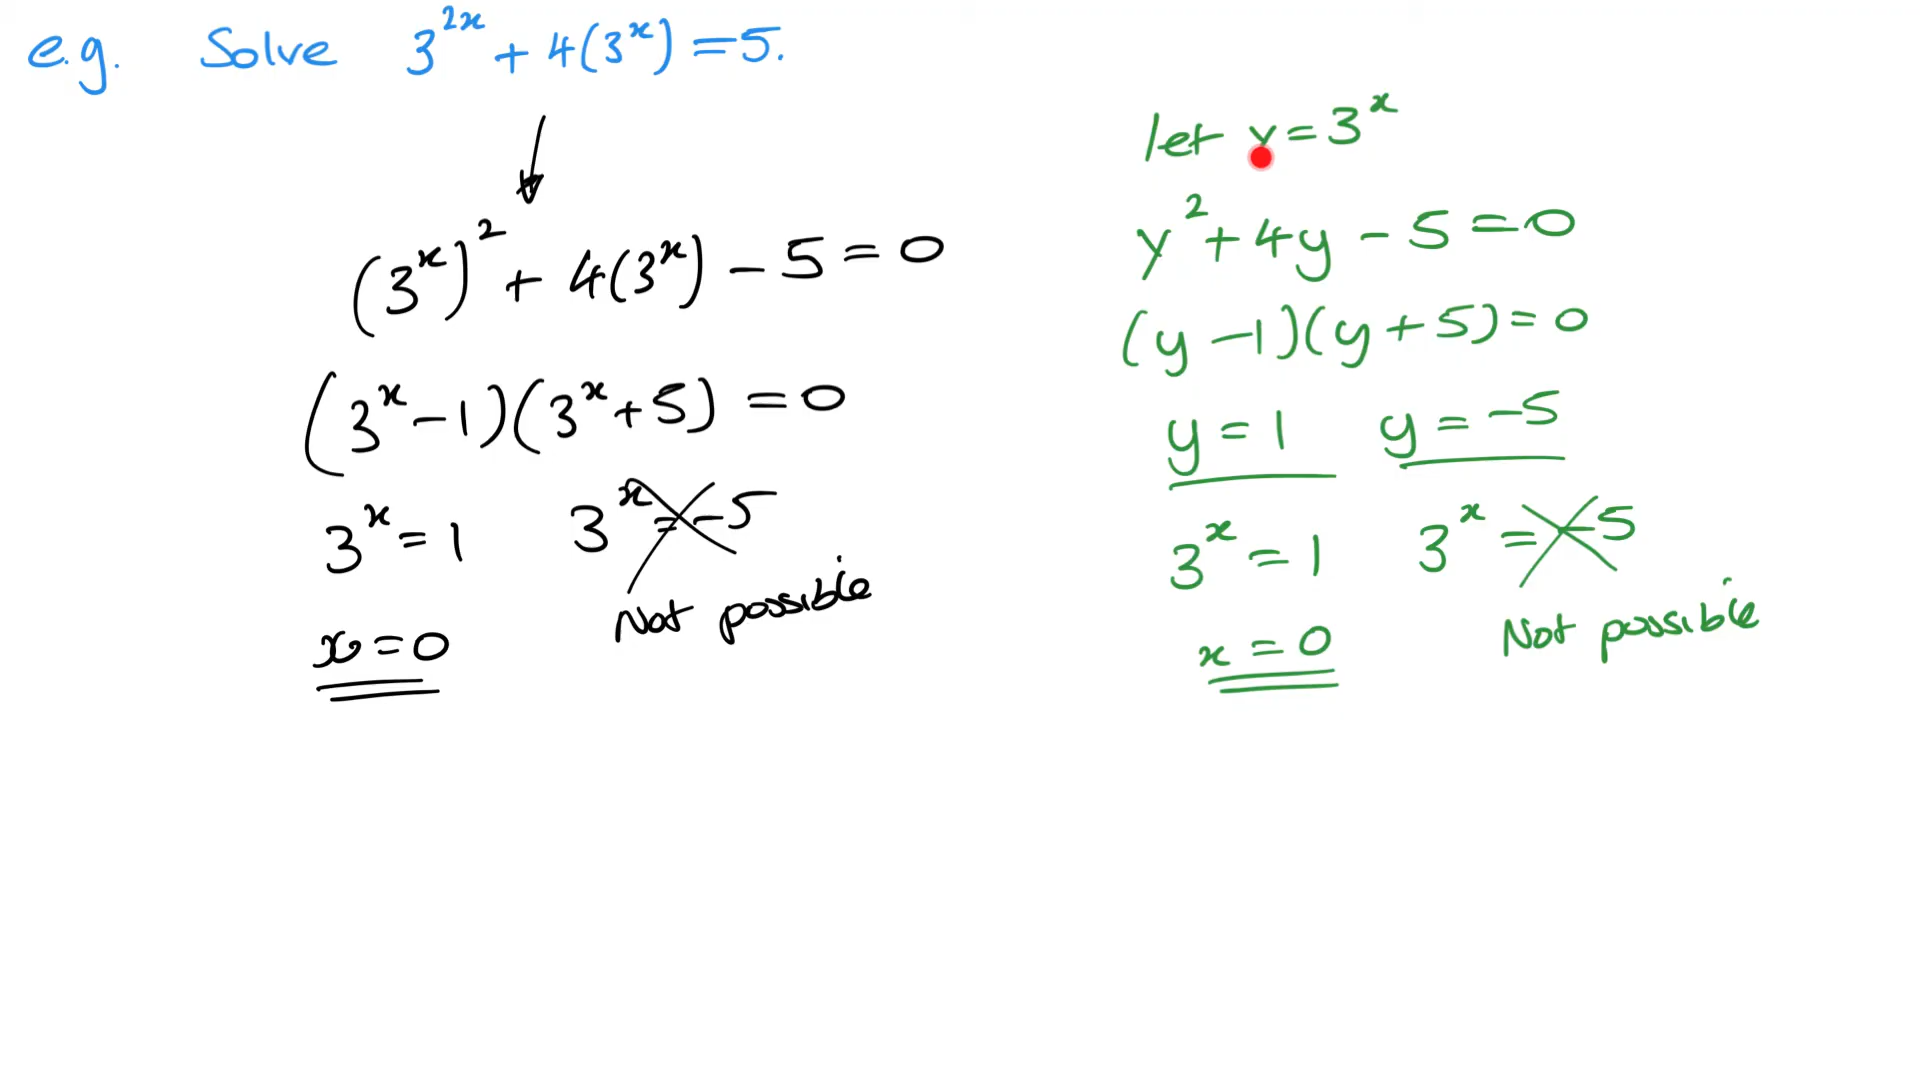 e.g. Solve 3^{2x} + 4(3^x) = 5.
(3^x)^2 + 4(3^x) - 5 = 0
(3^x - 1)(3^x + 5) = 0
3^x = 1 3^x = -5
Not possible
x = 0
let y = 3^x
y^2 + 4y - 5 = 0
(y - 1)(y + 5) = 0
y = 1 y = -5
3^x = 1 3^x = -5
Not possible
x = 0